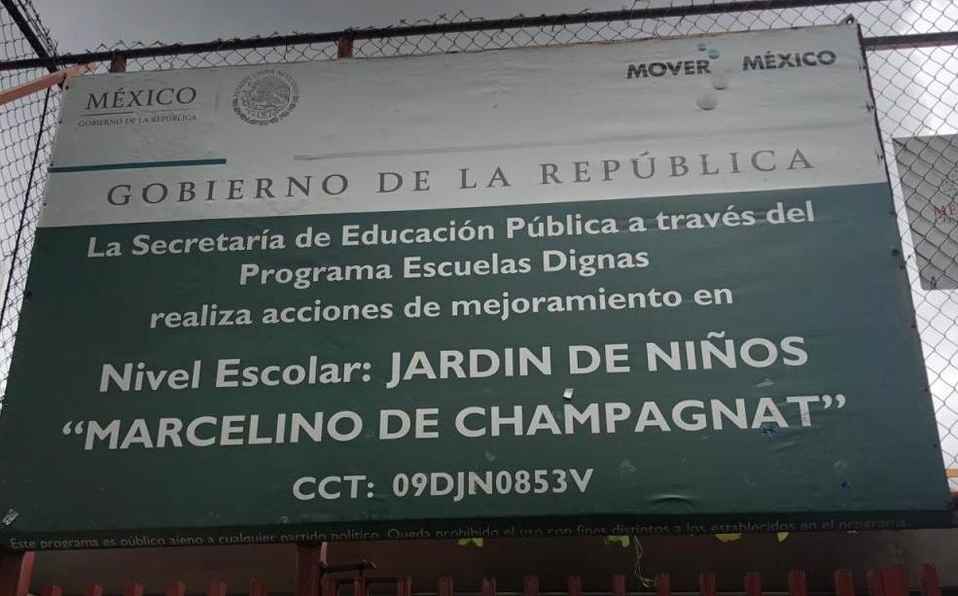 MÉXICO
GOBIERNO DE LA REPÚBLICA
MOVER MÉXICO
GOBIERNO DE LA REPÚBLICA
La Secretaría de Educación Pública a través del
Programa Escuelas Dignas
realiza acciones de mejoramiento en
Nivel Escolar: JARDIN DE NIÑOS
“MARCELINO DE CHAMPAGNAT”
CCT: 09DJN0853V
Este programa es público ajeno a cualquier partido político. Queda prohibido el uso con fines distintos a los establecidos en el programa.